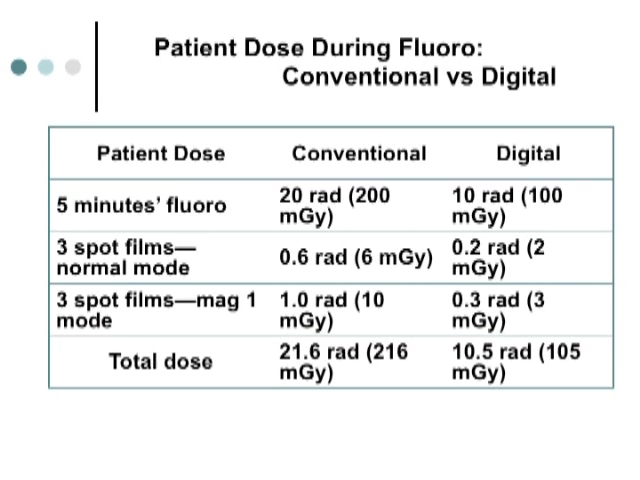 Patient Dose During Fluoro:
Conventional vs Digital
Patient Dose Conventional Digital
5 minutes’ fluoro 20 rad (200 mGy) 10 rad (100 mGy)
3 spot films—normal mode 0.6 rad (6 mGy) 0.2 rad (2 mGy)
3 spot films—mag 1 mode 1.0 rad (10 mGy) 0.3 rad (3 mGy)
Total dose 21.6 rad (216 mGy) 10.5 rad (105 mGy)